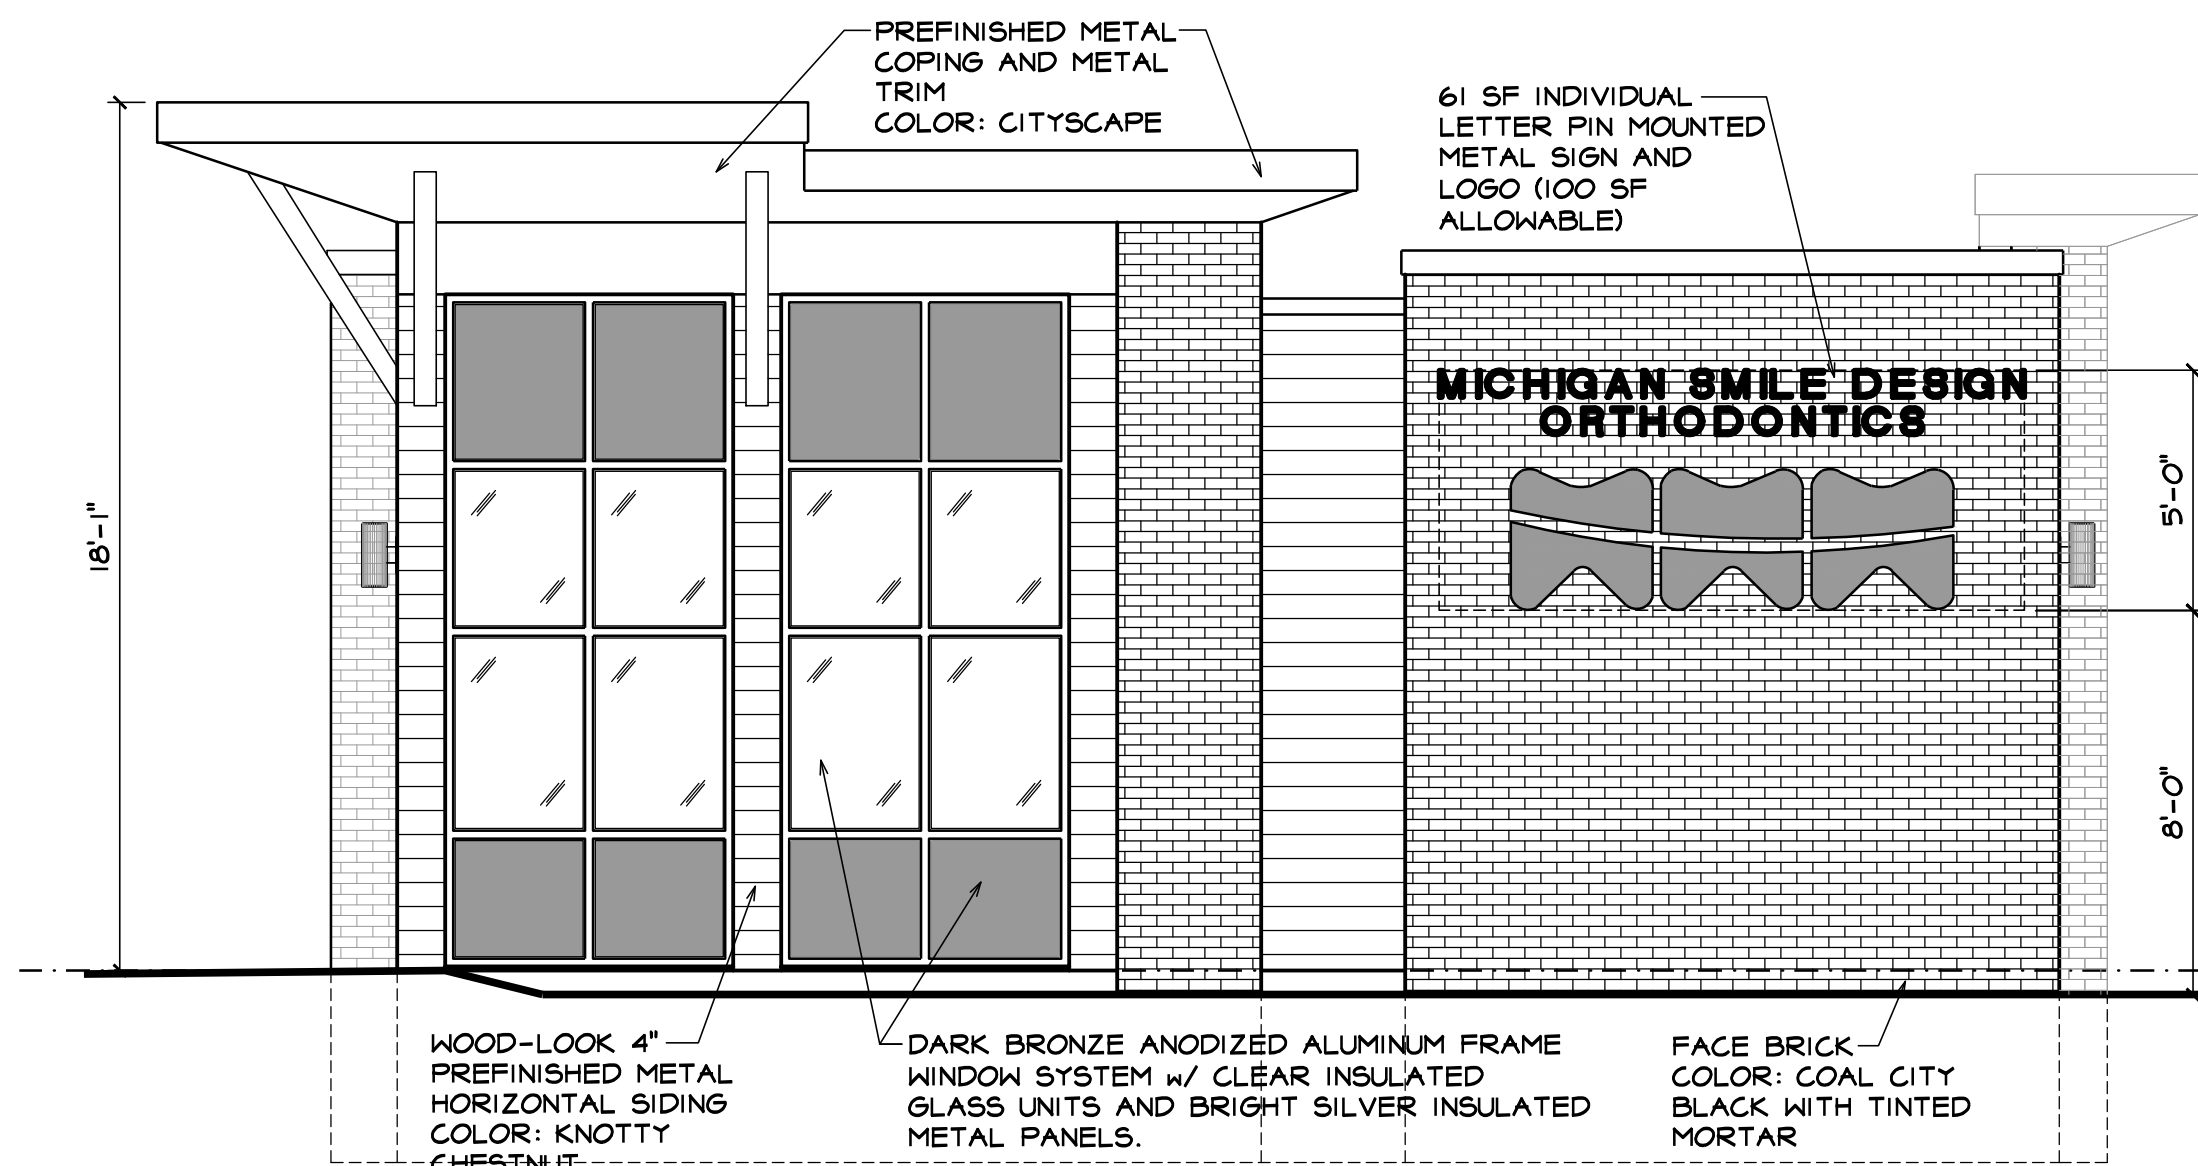 PREFINISHED METAL
COPING AND METAL
TRIM
COLOR: CITYSCAPE
61 SF INDIVIDUAL
LETTER PIN MOUNTED
METAL SIGN AND
LOGO (100 SF
ALLOWABLE)
MICHIGAN SMILE DESIGN
ORTHODONTICS
18'-1"
5'-0"
8'-0"
WOOD-LOOK 4"
PREFINISHED METAL
HORIZONTAL SIDING
COLOR: KNOTTY
CHESTNUT
DARK BRONZE ANODIZED ALUMINUM FRAME
WINDOW SYSTEM w/ CLEAR INSULATED
GLASS UNITS AND BRIGHT SILVER INSULATED
METAL PANELS.
FACE BRICK
COLOR: COAL CITY
BLACK WITH TINTED
MORTAR